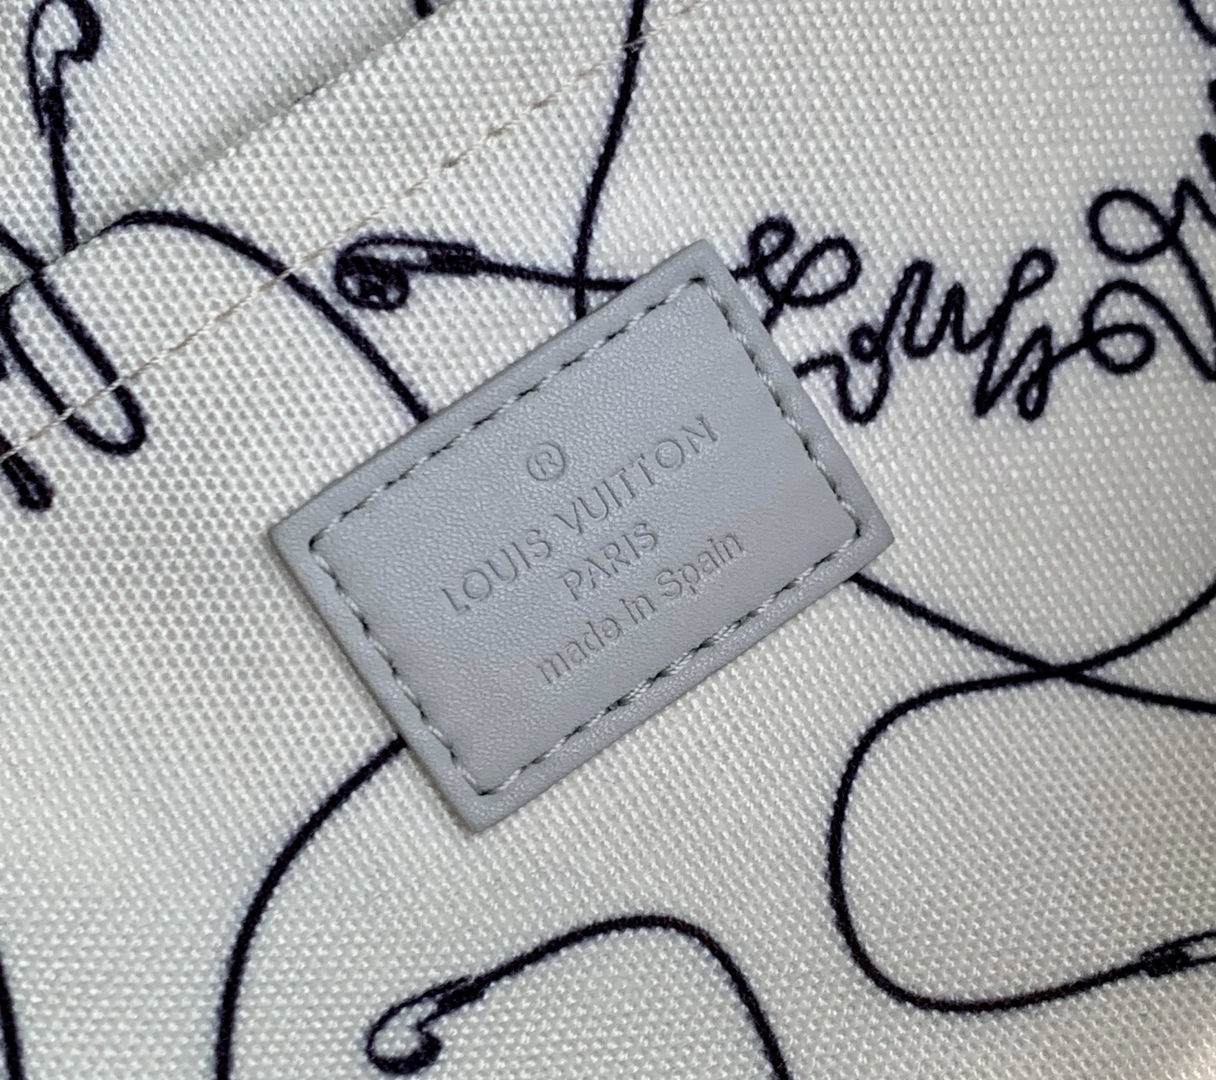 ®
LOUIS VUITTON
PARIS
made in Spain